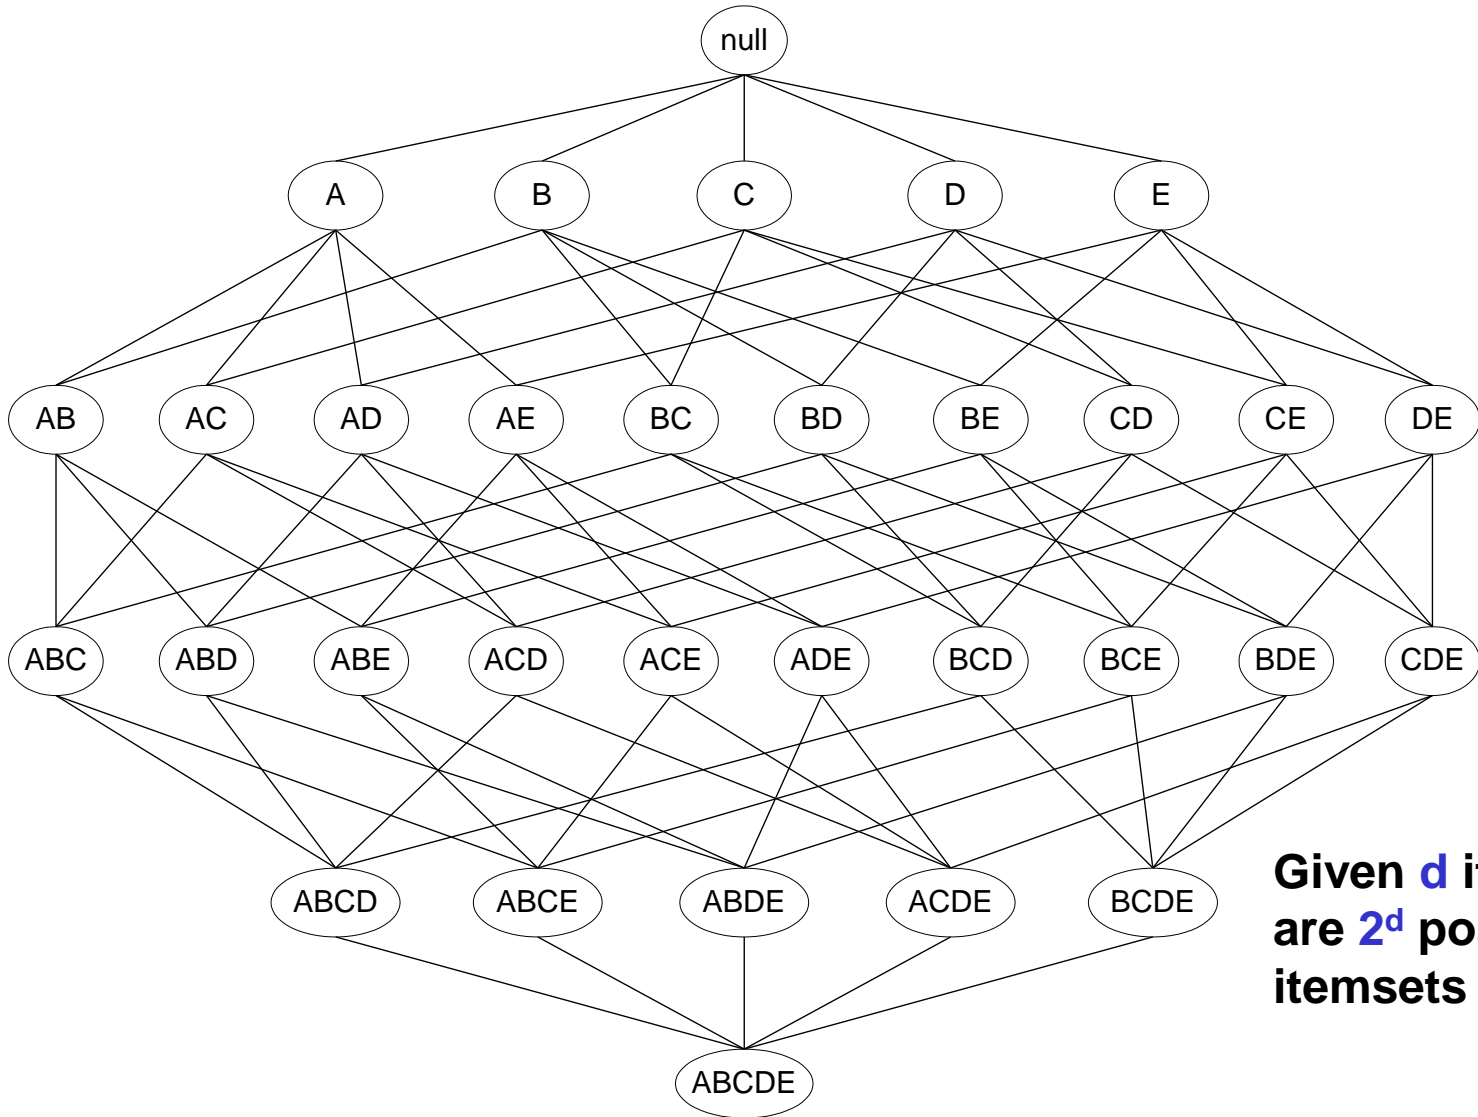 null
A B C D E
AB AC AD AE BC BD BE CD CE DE
ABC ABD ABE ACD ACE ADE BCD BCE BDE CDE
ABCD ABCE ABDE ACDE BCDE
Given d
are 2ᵈ
itemsets
ABCDE